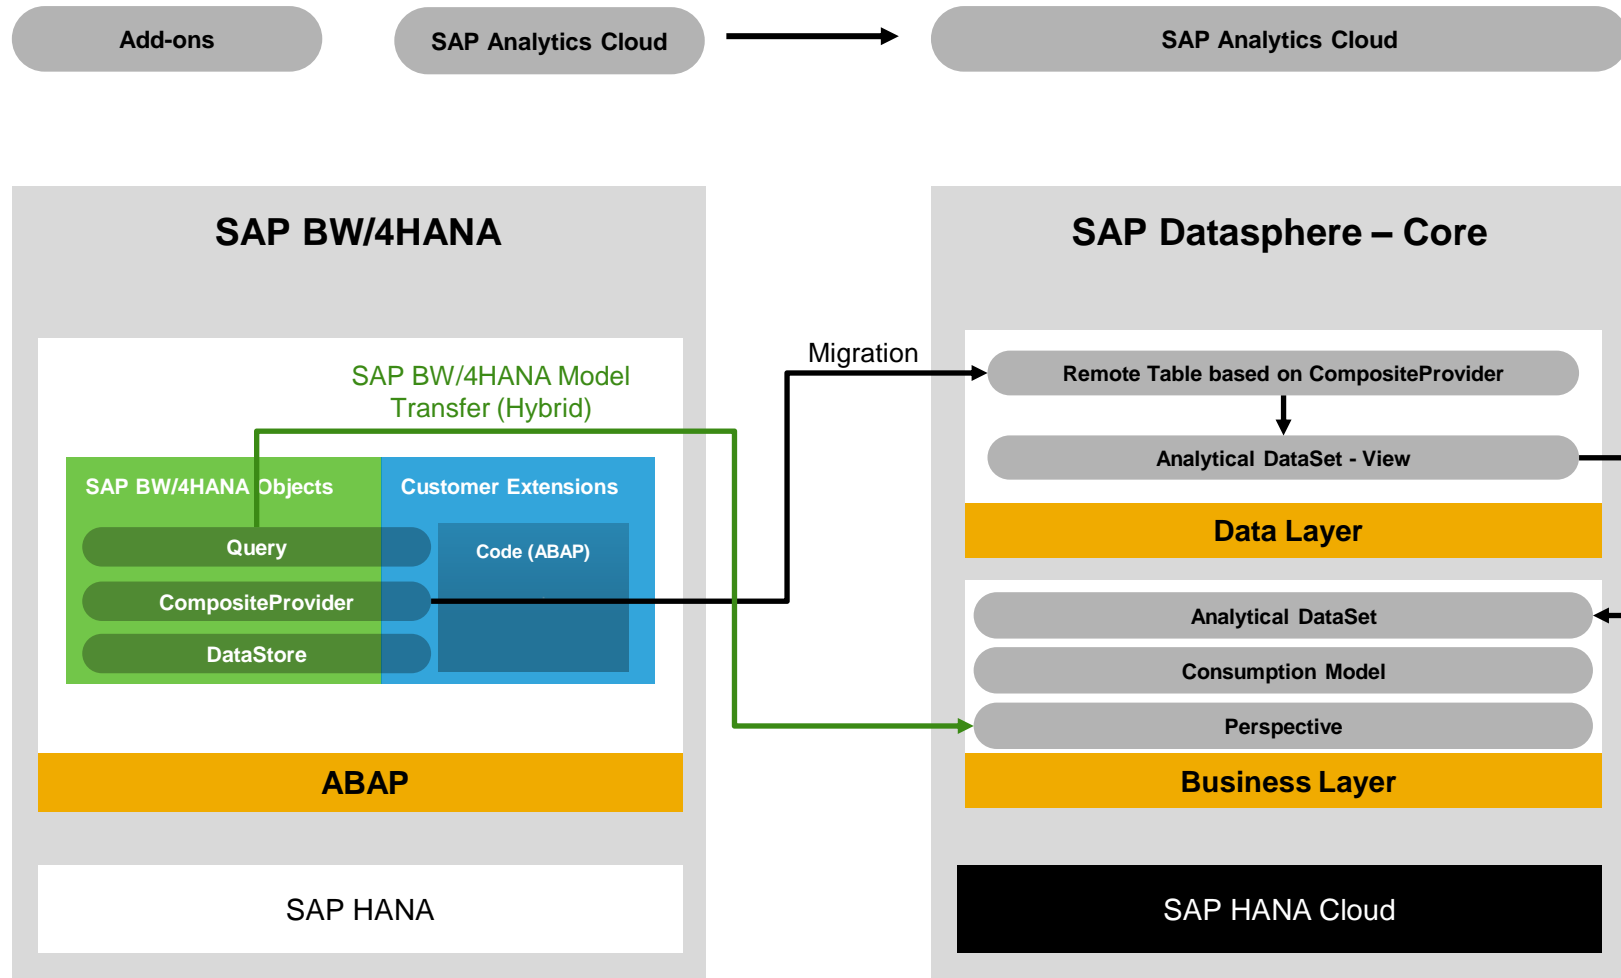 Add-ons
SAP Analytics Cloud
SAP Analytics Cloud
SAP BW/4HANA
SAP Datasphere – Core
Migration
SAP BW/4HANA Model
Transfer (Hybrid)
Remote Table based on CompositeProvider
Analytical DataSet - View
SAP BW/4HANA Objects
Customer Extensions
Data Layer
Query
Code (ABAP)
CompositeProvider
DataStore
Analytical DataSet
Consumption Model
Perspective
ABAP
Business Layer
SAP HANA
SAP HANA Cloud